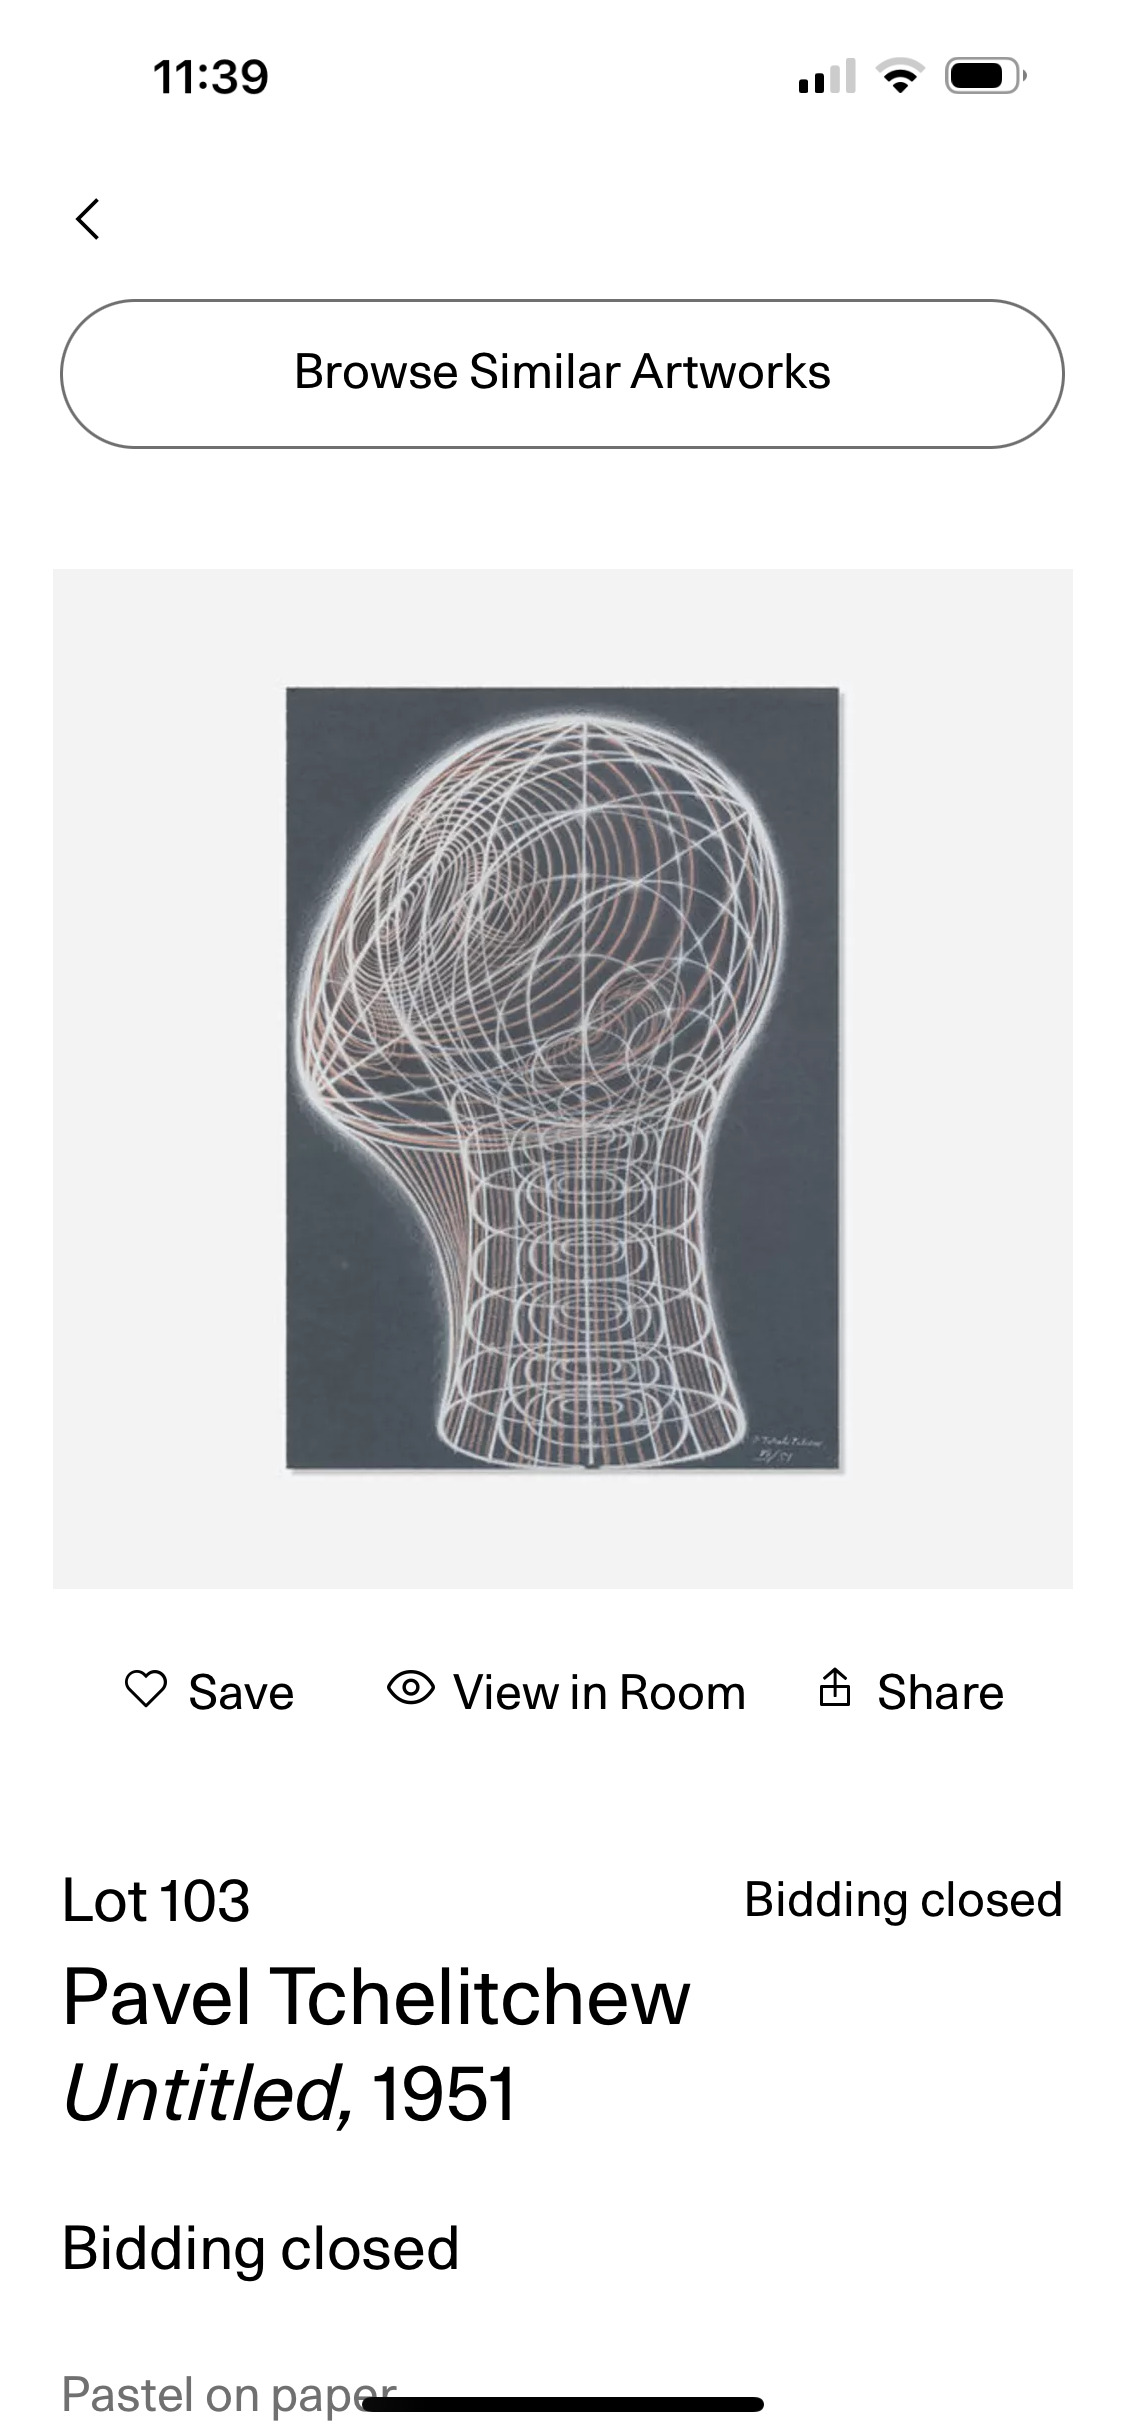 11:39
Browse Similar Artworks
Save
View in Room
Share
Lot 103
Bidding closed
Pavel Tchelitchew
Untitled, 1951
Bidding closed
Pastel on paper